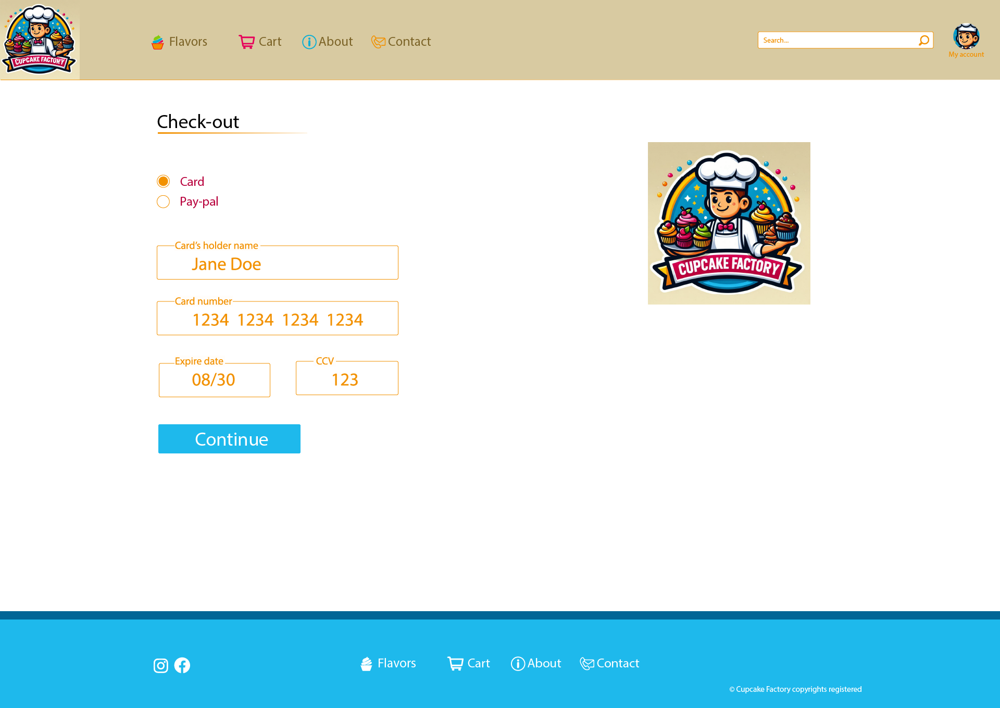 CUPCAKE FACTORY
Flavors
Cart
About
Contact
Search...
My account
Check-out
Card
Pay-pal
Card's holder name
Jane Doe
Card number
1234 1234 1234 1234
Expire date
08/30
CCV
123
Continue
CUPCAKE FACTORY
Flavors
Cart
About
Contact
© Cupcake Factory copyrights registered